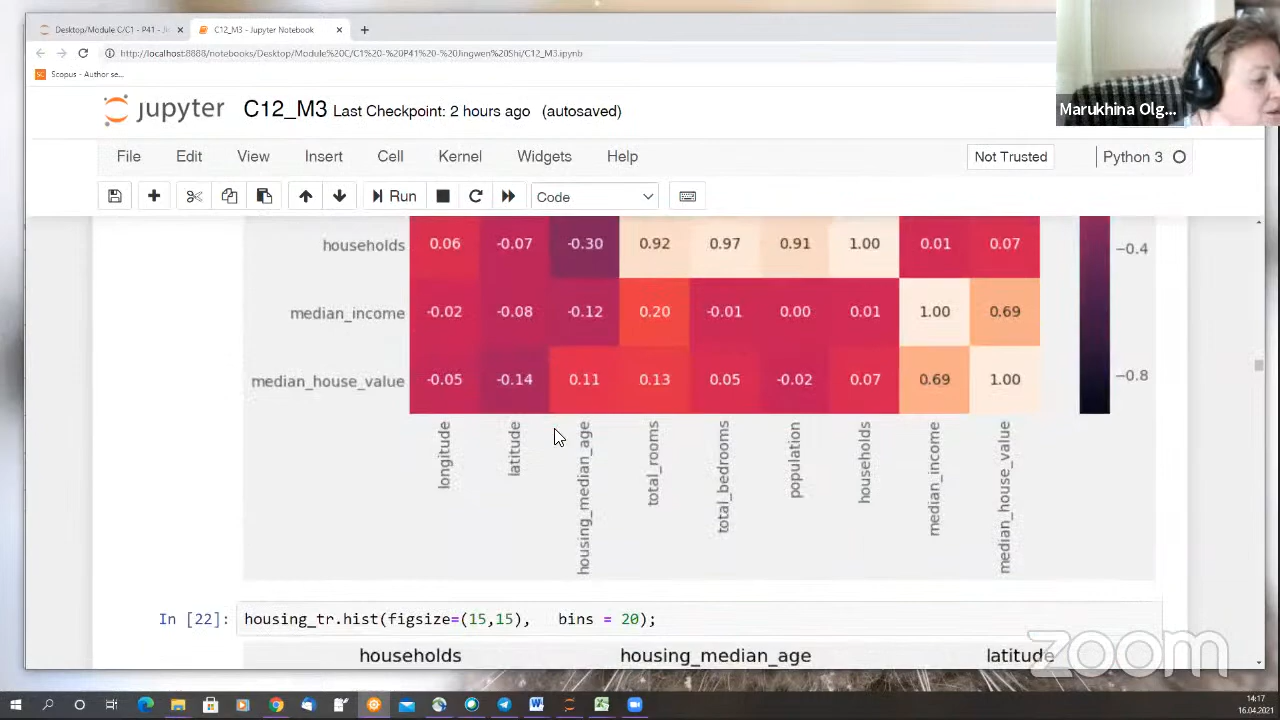 Desktop/Module C/C1 - P41 - J
C12_M3 - Jupyter Notebook
http://localhost:8888/notebooks/Desktop/Module%20C/C1%20-%20P41%20-%20Jingwen%20Shi/C12_M3.ipynb
Scopus - Author se...
Marukhina Olg...
jupyter C12_M3 Last Checkpoint: 2 hours ago (autosaved)
File Edit View Insert Cell Kernel Widgets Help Not Trusted Python 3
Run Code
households 0.06 -0.07 -0.30 0.92 0.97 0.91 1.00 0.01 0.07 −0.4
median_income -0.02 -0.08 -0.12 0.20 -0.01 0.00 0.01 1.00 0.69
median_house_value -0.05 -0.14 0.11 0.13 0.05 -0.02 0.07 0.69 1.00 −0.8
longitude
latitude
housing_median_age
total_rooms
total_bedrooms
population
households
median_income
median_house_value
In [22]: housing_tr.hist(figsize=(15,15), bins = 20);
households housing_median_age latitude
zoom
14:17
16.04.2021